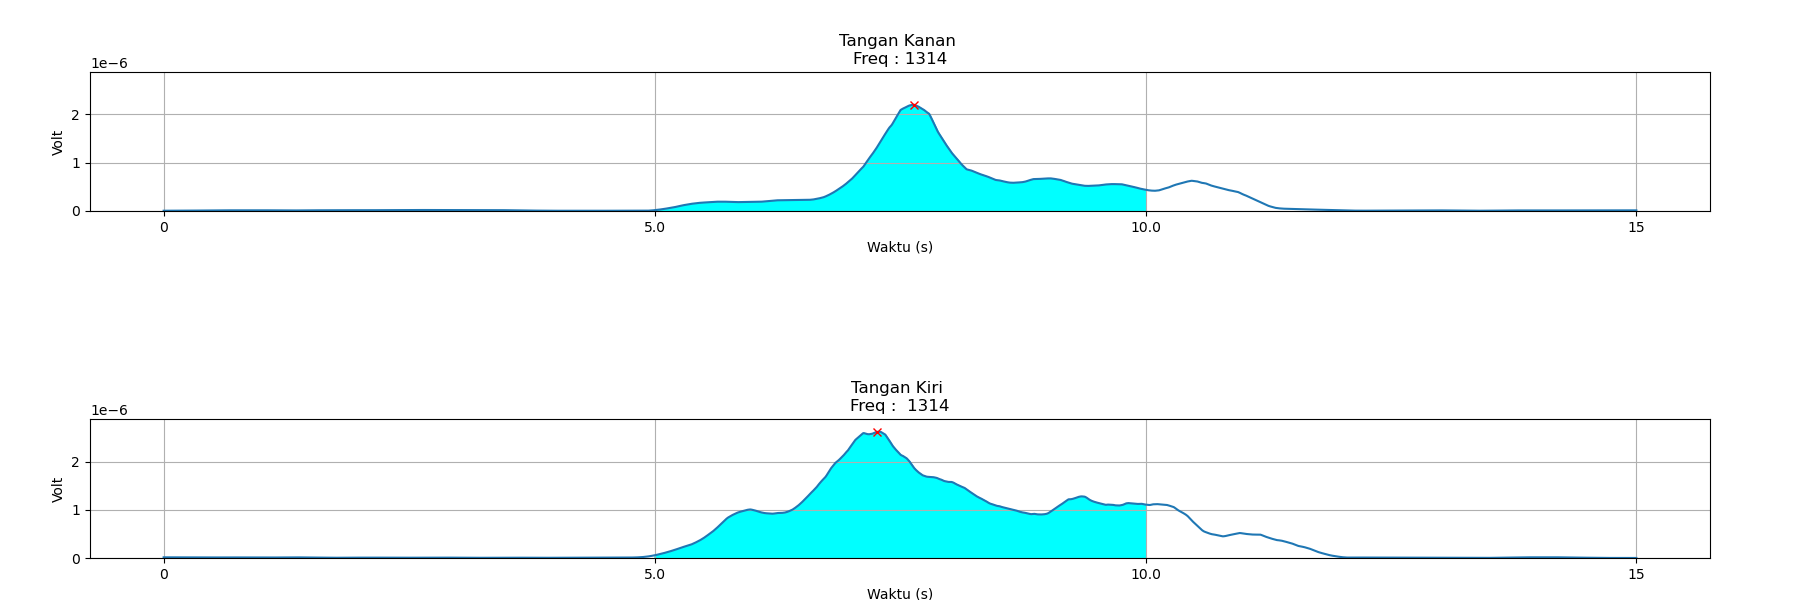 Tangan Kanan
Freq : 1314
1e−6
2
1
0
Volt
0
5.0
10.0
15
Waktu (s)
Tangan Kiri
Freq :  1314
1e−6
2
1
0
Volt
0
5.0
10.0
15
Waktu (s)